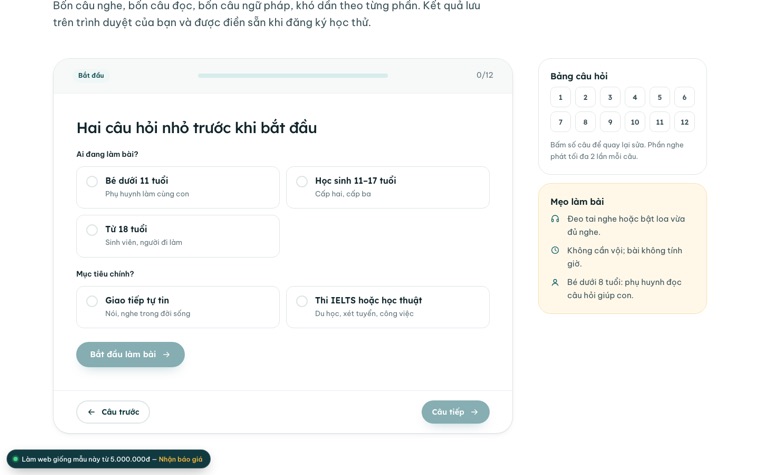 Bốn câu nghe, bốn câu đọc, bốn câu ngữ pháp, khó dần theo từng phần. Kết quả lưu
trên trình duyệt của bạn và được điền sẵn khi đăng ký học thử.
Bắt đầu
0/12
Hai câu hỏi nhỏ trước khi bắt đầu
Ai đang làm bài?
Bé dưới 11 tuổi
Phụ huynh làm cùng con
Học sinh 11–17 tuổi
Cấp hai, cấp ba
Từ 18 tuổi
Sinh viên, người đi làm
Mục tiêu chính?
Giao tiếp tự tin
Nói, nghe trong đời sống
Thi IELTS hoặc học thuật
Du học, xét tuyển, công việc
Bắt đầu làm bài →
← Câu trước
Câu tiếp →
Bảng câu hỏi
1 2 3 4 5 6
7 8 9 10 11 12
Bấm số câu để quay lại sửa. Phần nghe
phát tối đa 2 lần mỗi câu.
Mẹo làm bài
Đeo tai nghe hoặc bật loa vừa
đủ nghe.
Không cần vội; bài không tính
giờ.
Bé dưới 8 tuổi: phụ huynh đọc
câu hỏi giúp con.
Làm web giống mẫu này từ 5.000.000đ — Nhận báo giá